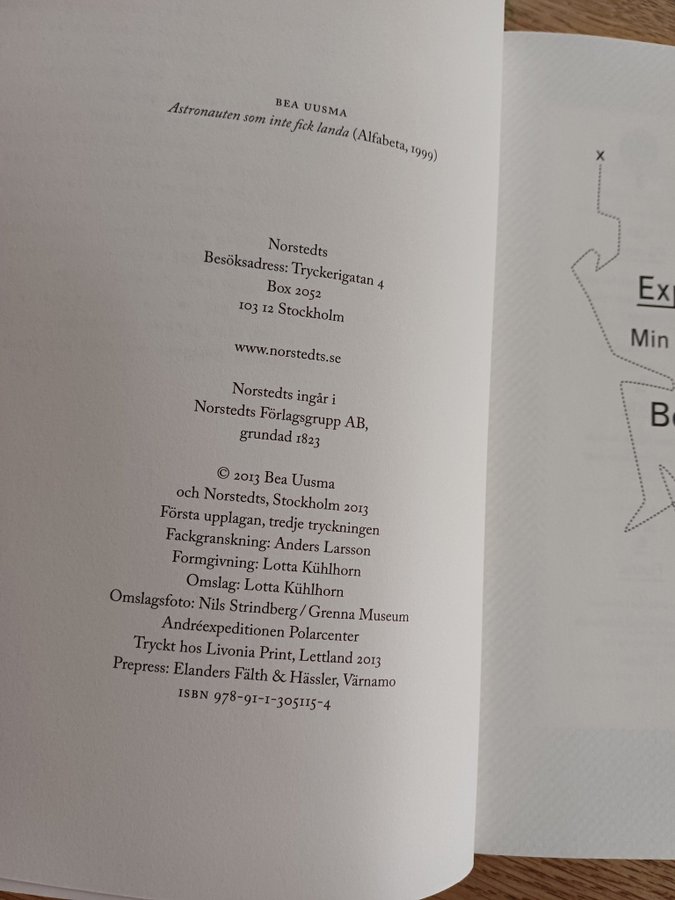 BEA UUSMA
Astronauten som inte fick landa (Alfabeta, 1999)
Norstedts
Besöksadress: Tryckerigatan 4
Box 2052
103 12 Stockholm
www.norstedts.se
Norstedts ingår i
Norstedts Förlagsgrupp AB,
grundad 1823
© 2013 Bea Uusma
och Norstedts, Stockholm 2013
Första upplagan, tredje tryckningen
Fackgranskning: Anders Larsson
Formgivning: Lotta Kühlhorn
Omslag: Lotta Kühlhorn
Omslagsfoto: Nils Strindberg / Grenna Museum
Andréexpeditionen Polarcenter
Tryckt hos Livonia Print, Lettland 2013
Prepress: Elanders Fälth & Hässler, Värnamo
ISBN 978-91-1-305115-4
x
Exp
Min
Be